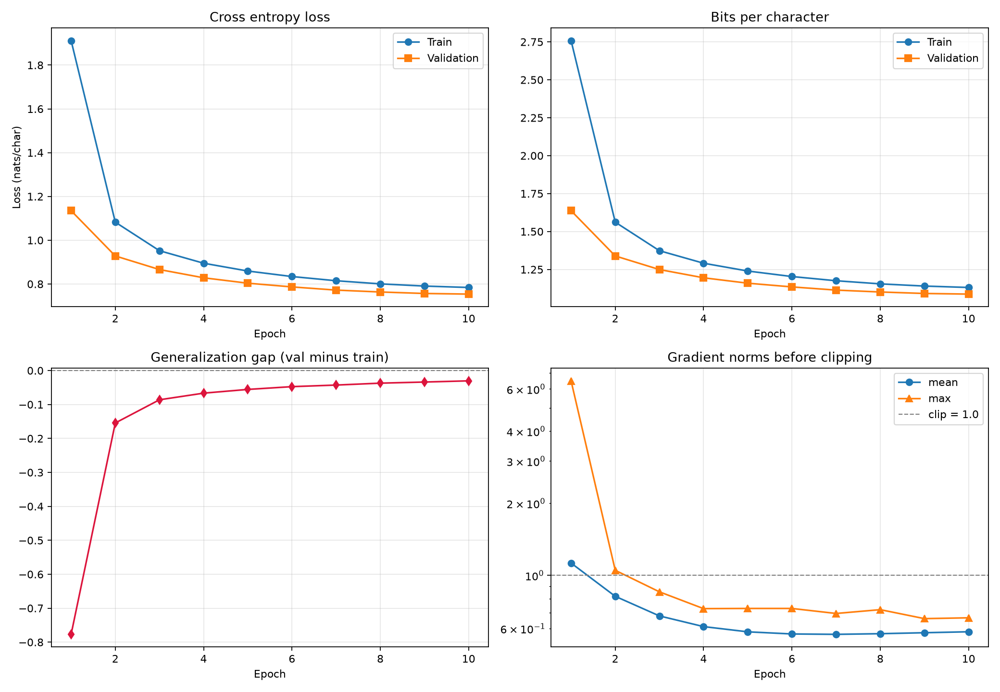 Cross entropy loss
Train
Validation
1.8
1.6
1.4
1.2
1.0
0.8
Loss (nats/char)
2
4
6
8
10
Epoch
Bits per character
Train
Validation
2.75
2.50
2.25
2.00
1.75
1.50
1.25
2
4
6
8
10
Epoch
Generalization gap (val minus train)
0.0
−0.1
−0.2
−0.3
−0.4
−0.5
−0.6
−0.7
−0.8
2
4
6
8
10
Epoch
Gradient norms before clipping
mean
max
clip = 1.0
6 × 10⁰
4 × 10⁰
3 × 10⁰
2 × 10⁰
10⁰
6 × 10⁻¹
2
4
6
8
10
Epoch